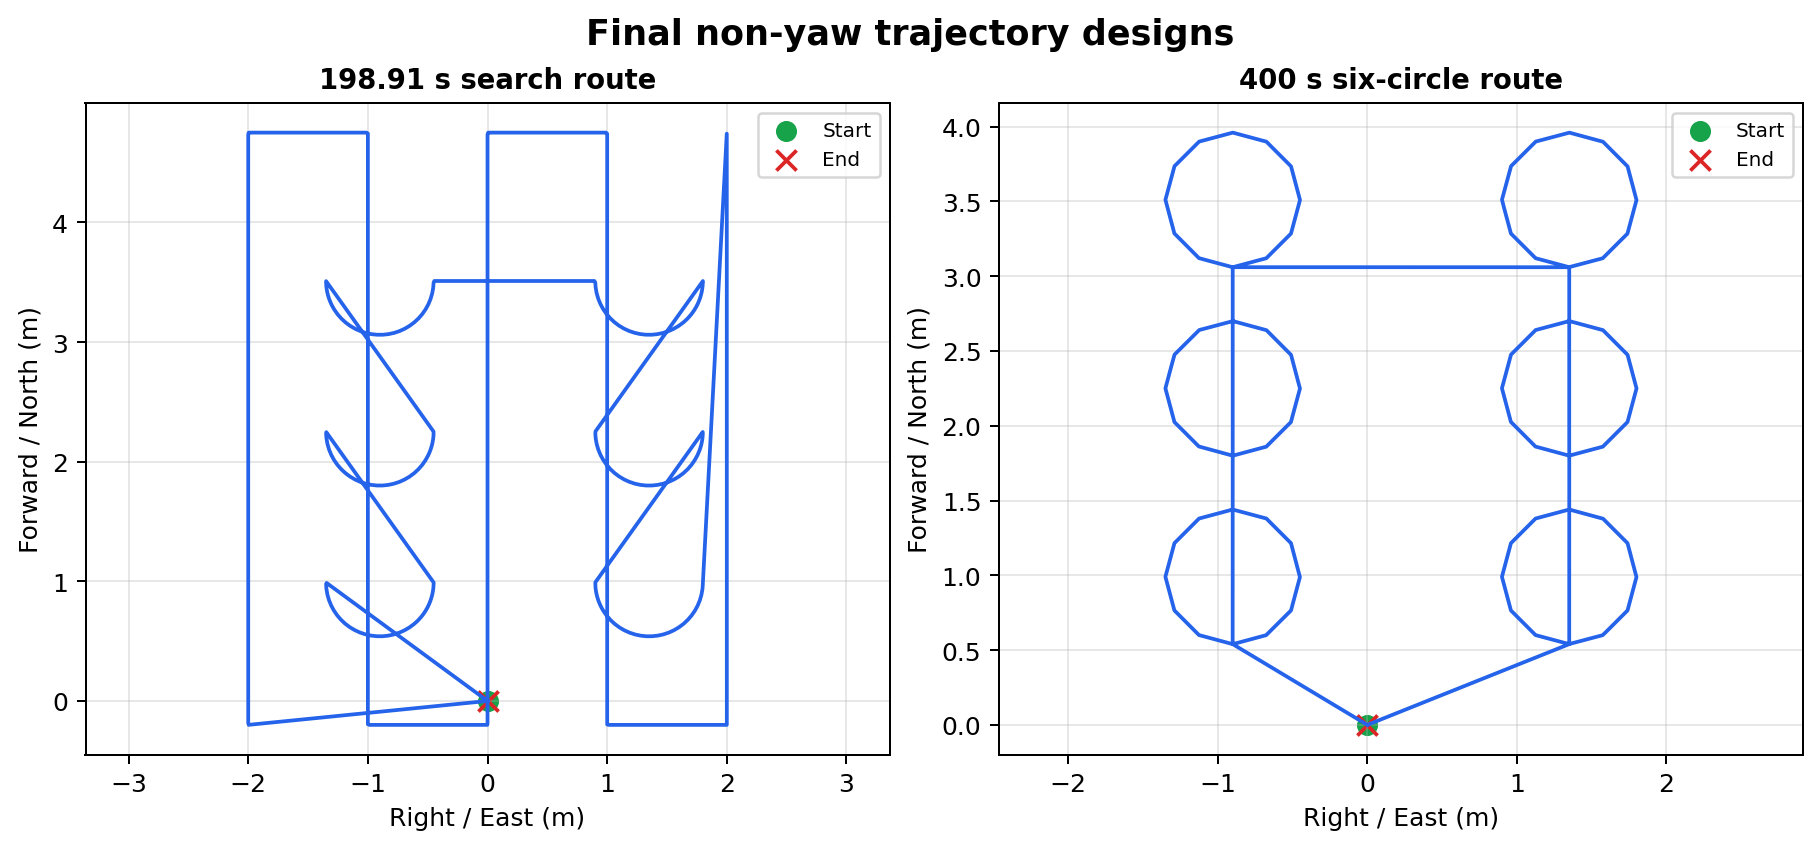 Final non-yaw trajectory designs
198.91 s search route
Start
End
4
3
2
1
0
−3
−2
−1
0
1
2
3
Forward / North (m)
Right / East (m)
400 s six-circle route
Start
End
4.0
3.5
3.0
2.5
2.0
1.5
1.0
0.5
0.0
−2
−1
0
1
2
Forward / North (m)
Right / East (m)